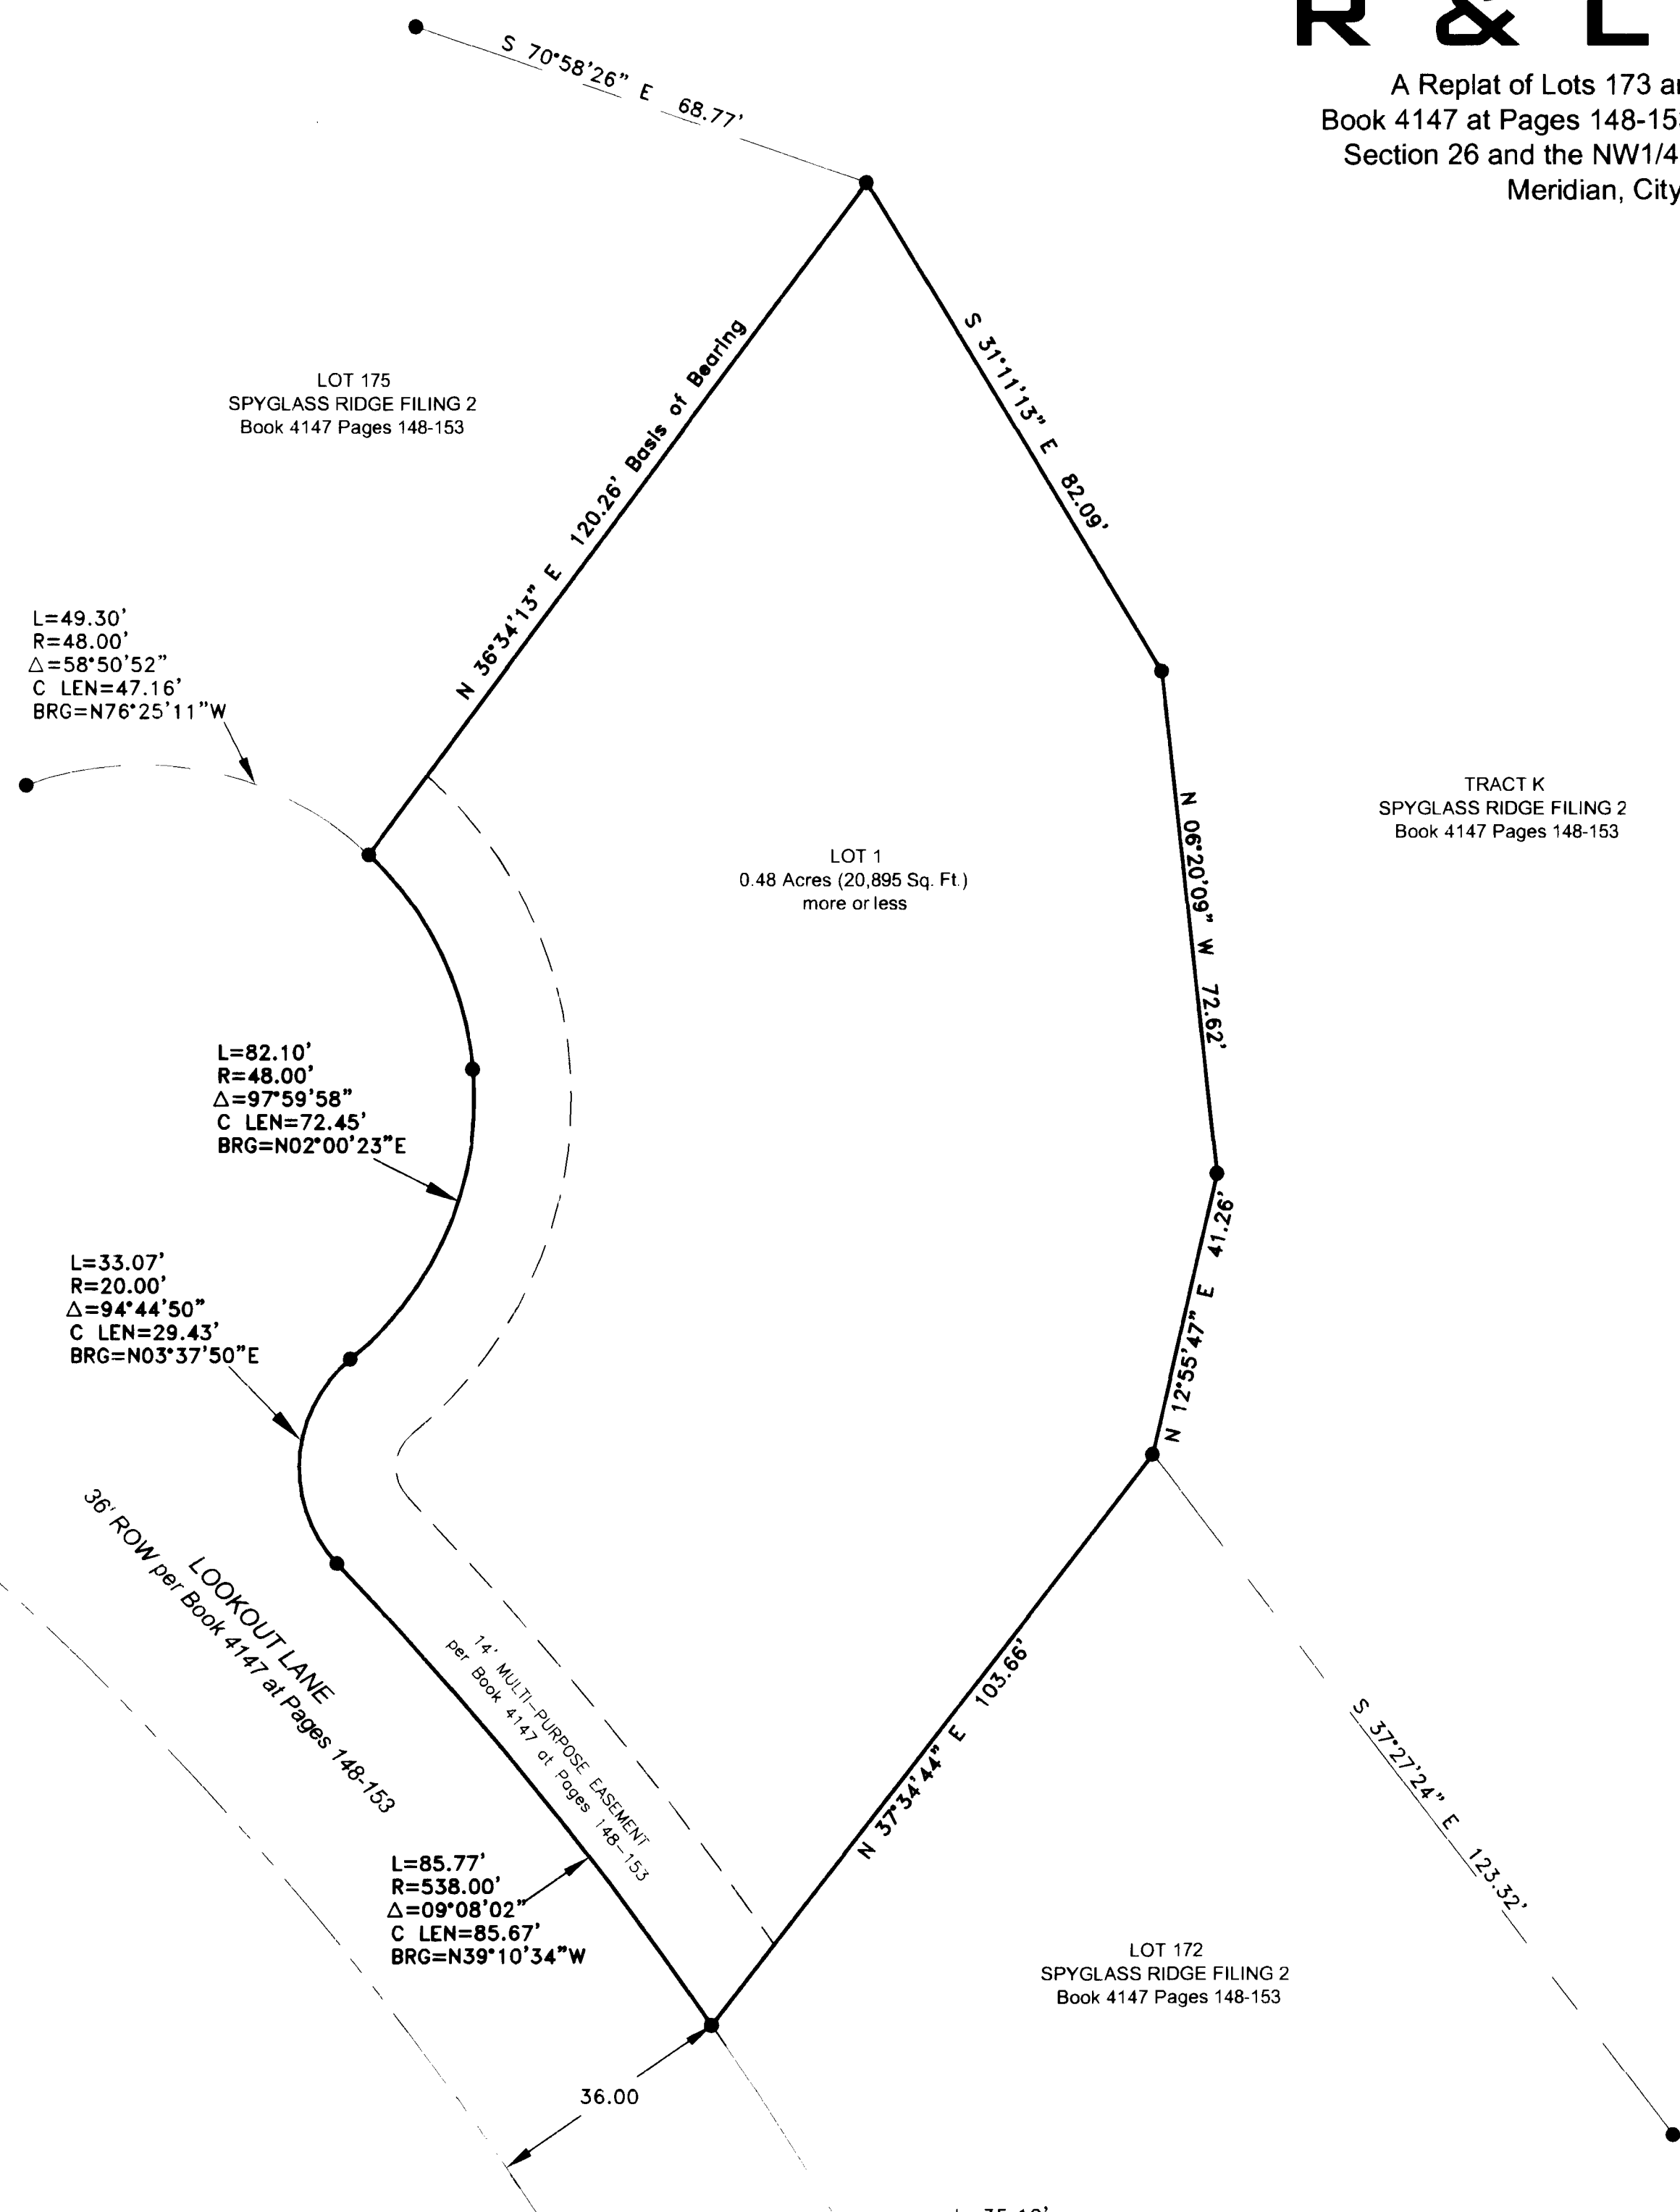 R & L
A Replat of Lots 173 a
Book 4147 at Pages 148-15
Section 26 and the NW1/4
Meridian, City
S 70°58'26" E 68.77'
N 36°34'13" E 120.26' Basis of Bearing
S 31°11'13" E 82.09'
LOT 175
SPYGLASS RIDGE FILING 2
Book 4147 Pages 148-153
L=49.30'
R=48.00'
Δ=58°50'52"
C LEN=47.16'
BRG=N76°25'11"W
N 06°20'09" W 72.62'
TRACT K
SPYGLASS RIDGE FILING 2
Book 4147 Pages 148-153
LOT 1
0.48 Acres (20,895 Sq. Ft.)
more or less
L=82.10'
R=48.00'
Δ=97°59'58"
C LEN=72.45'
BRG=N02°00'23"E
N 12°55'47" E 41.26'
L=33.07'
R=20.00'
Δ=94°44'50"
C LEN=29.43'
BRG=N03°37'50"E
LOOKOUT LANE
36' ROW per Book 4147 at Pages 148-153
14' MULTI-PURPOSE EASEMENT
per Book 4147 at Pages 148-153
N 37°34'44" E 103.66'
S 37°27'24" E 123.32'
L=85.77'
R=538.00'
Δ=09°08'02"
C LEN=85.67'
BRG=N39°10'34"W
LOT 172
SPYGLASS RIDGE FILING 2
Book 4147 Pages 148-153
36.00